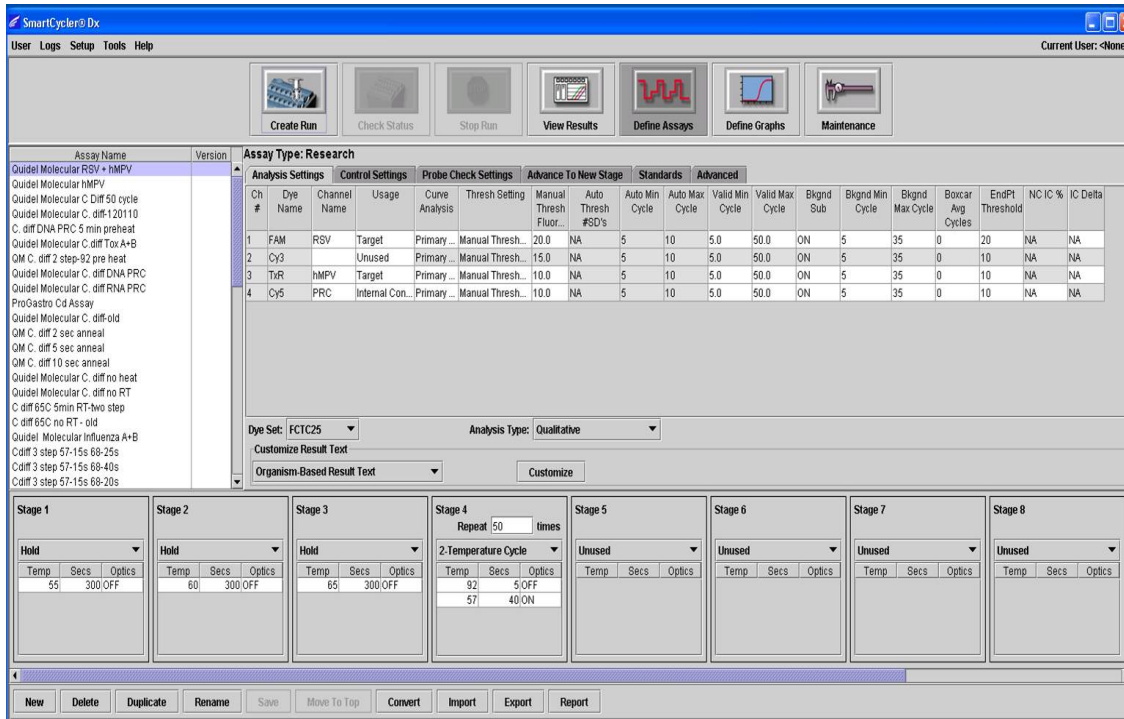 SmartCycler® Dx
User Logs Setup Tools Help
Current User: <None
Create Run
Check Status
Stop Run
View Results
Define Assays
Define Graphs
Maintenance
Assay Name Version
Quidel Molecular RSV + hMPV
Quidel Molecular hMPV
Quidel Molecular C Diff 50 cycle
Quidel Molecular C. diff-120110
C. diff DNA PRC 5 min preheat
Quidel Molecular C.diff Tox A+B
QM C. diff 2 step-92 pre heat
Quidel Molecular C. diff DNA PRC
Quidel Molecular C. diff RNA PRC
ProGastro Cd Assay
Quidel Molecular C. diff-old
QM C. diff 2 sec anneal
QM C. diff 5 sec anneal
QM C. diff 10 sec anneal
Quidel Molecular C. diff no heat
Quidel Molecular C. diff no RT
C diff 65C 5min RT-two step
C diff 65C no RT - old
Quidel Molecular Influenza A+B
Cdiff 3 step 57-15s 68-25s
Cdiff 3 step 57-15s 68-40s
Cdiff 3 step 57-15s 68-20s
Assay Type: Research
Analysis Settings Control Settings Probe Check Settings Advance To New Stage Standards Advanced
Ch Dye Channel Usage Curve Thresh Setting Manual Auto Auto Min Auto Max Valid Min Valid Max Bkgnd Bkgnd Min Bkgnd Boxcar EndPt NC IC % IC Delta
# Name Name Analysis Thresh Thresh Cycle Cycle Cycle Cycle Sub Cycle Max Cycle Avg Threshold
Fluor... #SD's Cycles
1 FAM RSV Target Primary ... Manual Thresh... 20.0 NA 5 10 5.0 50.0 ON 5 35 0 20 NA NA
2 Cy3 Unused Primary ... Manual Thresh... 15.0 NA 5 10 5.0 50.0 ON 5 35 0 10 NA NA
3 TxR hMPV Target Primary ... Manual Thresh... 10.0 NA 5 10 5.0 50.0 ON 5 35 0 10 NA NA
4 Cy5 PRC Internal Con... Primary ... Manual Thresh... 10.0 NA 5 10 5.0 50.0 ON 5 35 0 10 NA NA
Dye Set: FCTC25 Analysis Type: Qualitative
Customize Result Text
Organism-Based Result Text Customize
Stage 1
Hold
Temp Secs Optics
55 300 OFF
Stage 2
Hold
Temp Secs Optics
60 300 OFF
Stage 3
Hold
Temp Secs Optics
65 300 OFF
Stage 4
Repeat 50 times
2-Temperature Cycle
Temp Secs Optics
92 5 OFF
57 40 ON
Stage 5
Unused
Temp Secs Optics
Stage 6
Unused
Temp Secs Optics
Stage 7
Unused
Temp Secs Optics
Stage 8
Unused
Temp Secs Optics
New Delete Duplicate Rename Save Move To Top Convert Import Export Report